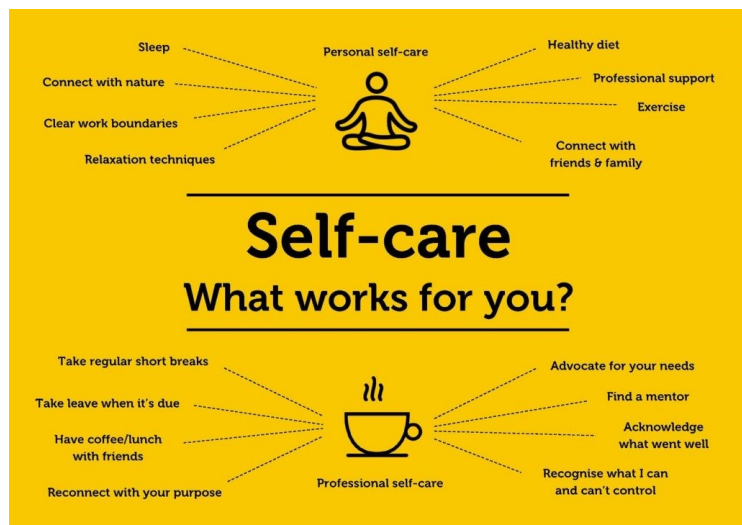 Sleep
Personal self-care
Healthy diet
Connect with nature
Professional support
Exercise
Clear work boundaries
Relaxation techniques
Connect with
friends & family
Self-care
What works for you?
Take regular short breaks
Advocate for your needs
Take leave when it's due
Find a mentor
Have coffee/lunch
with friends
Acknowledge
what went well
Reconnect with your purpose
Professional self-care
Recognise what I can
and can't control